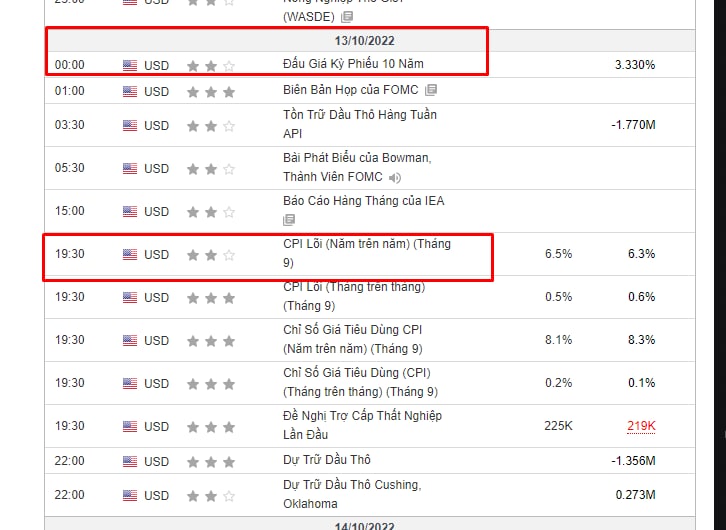 Nông Nghiệp Thế Giới
23:00 USD
(WASDE)
13/10/2022
00:00 USD Đấu Giá Kỳ Phiếu 10 Năm 3.330%
01:00 USD Biên Bản Họp của FOMC
03:30 USD Tồn Trữ Dầu Thô Hàng Tuần -1.770M
API
05:30 USD Bài Phát Biểu của Bowman,
Thành Viên FOMC
15:00 USD Báo Cáo Hàng Tháng của IEA
19:30 USD CPI Lõi (Năm trên năm) (Tháng 6.5% 6.3%
9)
19:30 USD CPI Lõi (Tháng trên tháng) 0.5% 0.6%
(Tháng 9)
19:30 USD Chỉ Số Giá Tiêu Dùng CPI 8.1% 8.3%
(Năm trên năm) (Tháng 9)
19:30 USD Chỉ Số Giá Tiêu Dùng (CPI) 0.2% 0.1%
(Tháng trên tháng) (Tháng 9)
19:30 USD Đề Nghị Trợ Cấp Thất Nghiệp 225K 219K
Lần Đầu
22:00 USD Dự Trữ Dầu Thô -1.356M
22:00 USD Dự Trữ Dầu Thô Cushing, 0.273M
Oklahoma
14/10/2022